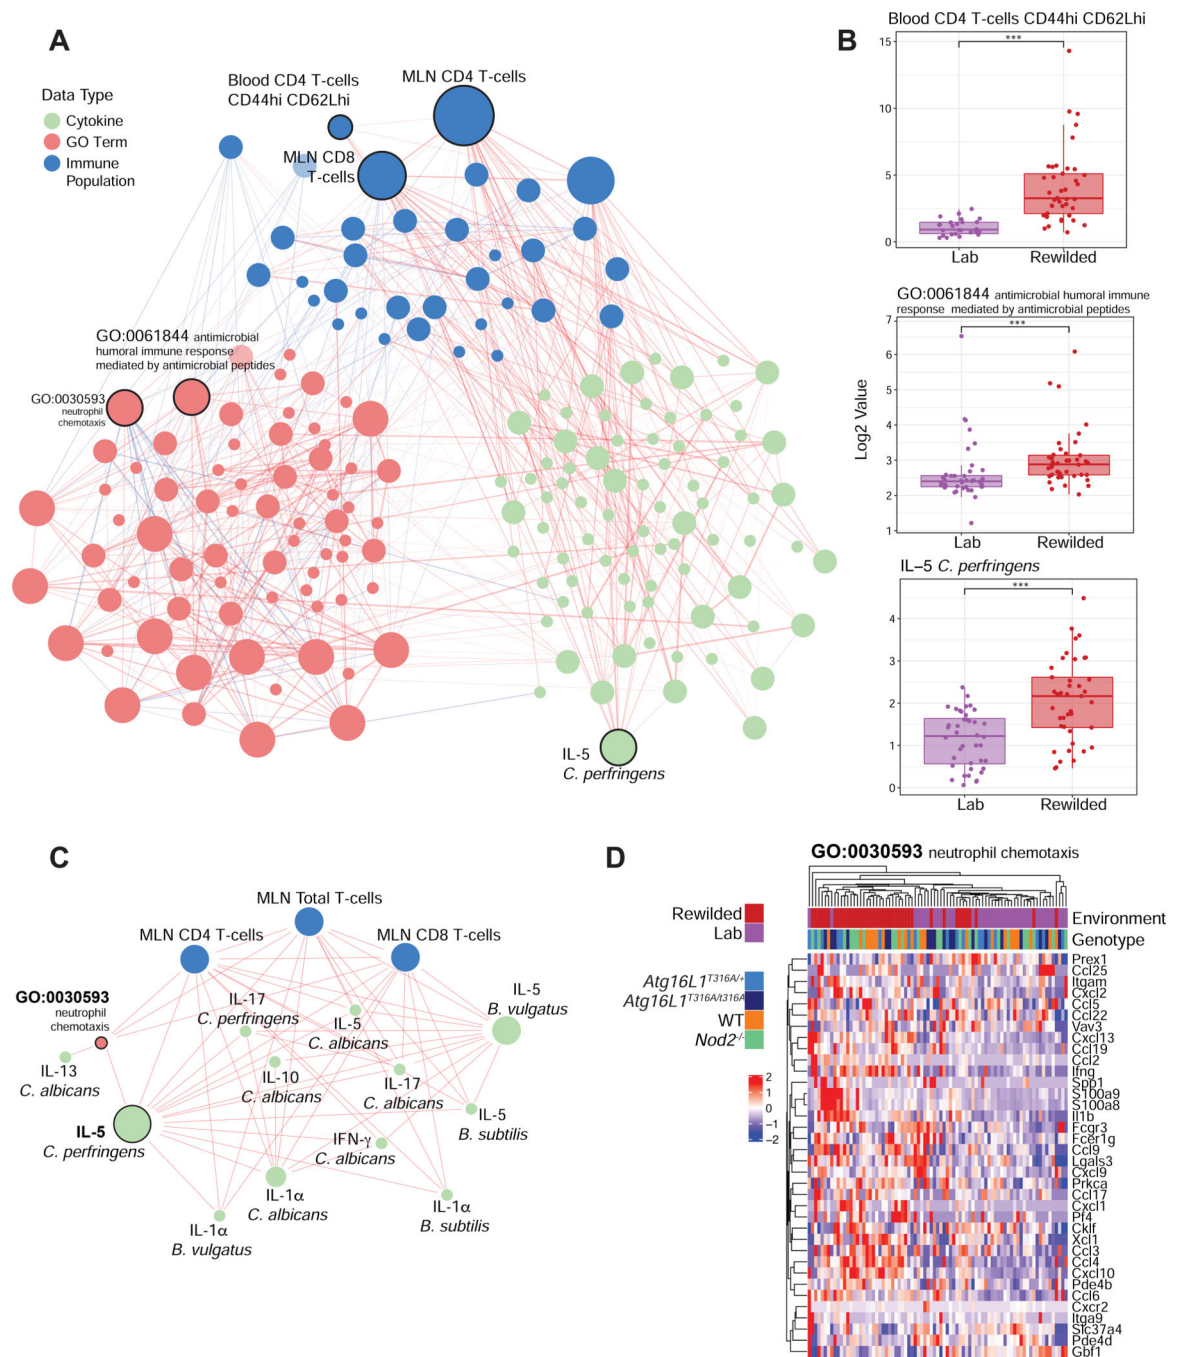 A
Data Type
Cytokine
GO Term
Immune
Population
Blood CD4 T-cells
CD44hi CD62Lhi
MLN CD4 T-cells
MLN CD8
T-cells
GO:0061844 antimicrobial
humoral immune response
mediated by antimicrobial peptides
GO:0030593
neutrophil
chemotaxis
IL-5
C. perfringens
B
Blood CD4 T-cells CD44hi CD62Lhi
***
15
10
5
0
Lab
Rewilded
GO:0061844 antimicrobial humoral immune
response mediated by antimicrobial peptides
***
7
6
5
4
3
2
1
Log2 Value
Lab
Rewilded
IL–5 C. perfringens
***
4
3
2
1
0
Lab
Rewilded
C
MLN Total T-cells
MLN CD4 T-cells
MLN CD8 T-cells
GO:0030593
neutrophil
chemotaxis
IL-17
C. perfringens
IL-5
C. albicans
IL-5
B. vulgatus
IL-13
C. albicans
IL-10
C. albicans
IL-17
C. albicans
IL-5
C. perfringens
IL-5
B. subtilis
IFN-γ
C. albicans
IL-1α
C. albicans
IL-1α
B. subtilis
IL-1α
B. vulgatus
D
GO:0030593 neutrophil chemotaxis
Rewilded
Lab
Environment
Genotype
Atg16L1T316A/+
Atg16L1T316A/t316A
WT
Nod2-/-
2
1
0
−1
−2
Prex1
Ccl25
Itgam
Cxcl2
Ccl5
Ccl22
Vav3
Cxcl13
Ccl19
Ccl2
Ifng
Spp1
S100a9
S100a8
Il1b
Fcgr3
Fcer1g
Ccl9
Lgals3
Cxcl9
Prkca
Ccl17
Cxcl1
Pf4
Cklf
Xcl1
Ccl3
Ccl4
Cxcl10
Pde4b
Ccl6
Cxcr2
Itga9
Slc37a4
Pde4d
Gbf1